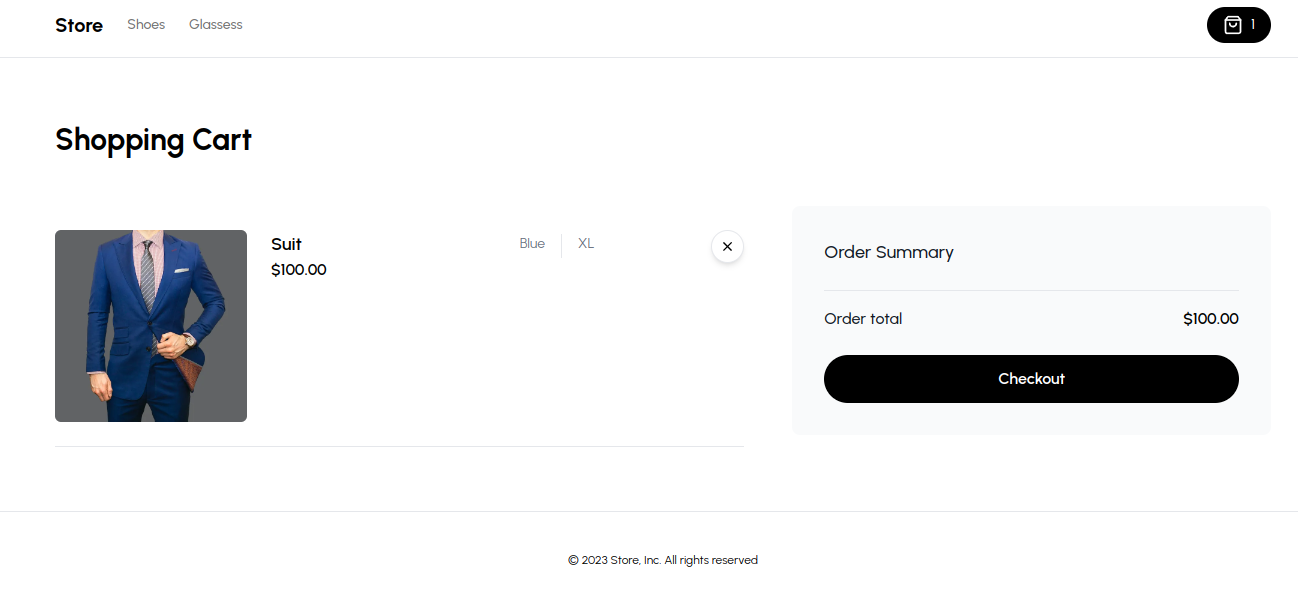 Store Shoes Glassess 1
Shopping Cart
Suit
$100.00
Blue XL
Order Summary
Order total $100.00
Checkout
© 2023 Store, Inc. All rights reserved